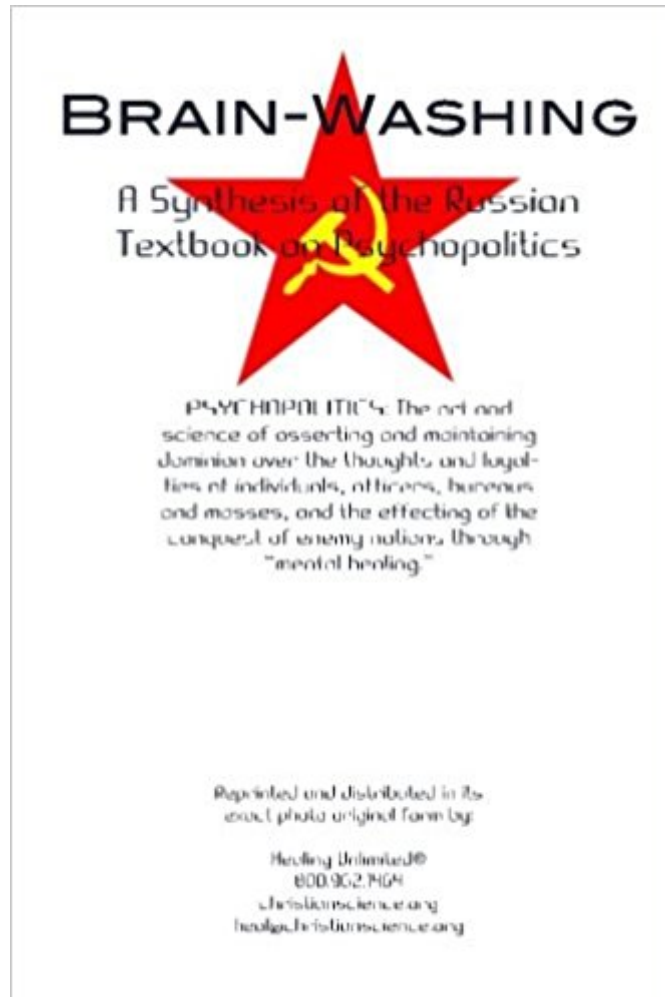 BRAIN-WASHING
A Synthesis of the Russian
Textbook on Psychopolitics
PSYCHOPOLITICS: The art and
science of asserting and maintaining
dominion over the thoughts and loyal-
ties of individuals, officers, bureaus
and masses, and the effecting of the
conquest of enemy nations through
"mental healing."
Reprinted and distributed in its
exact photo original form by:
Healing Unlimited©
800.962.1464
christianscience.org
heal@christianscience.org